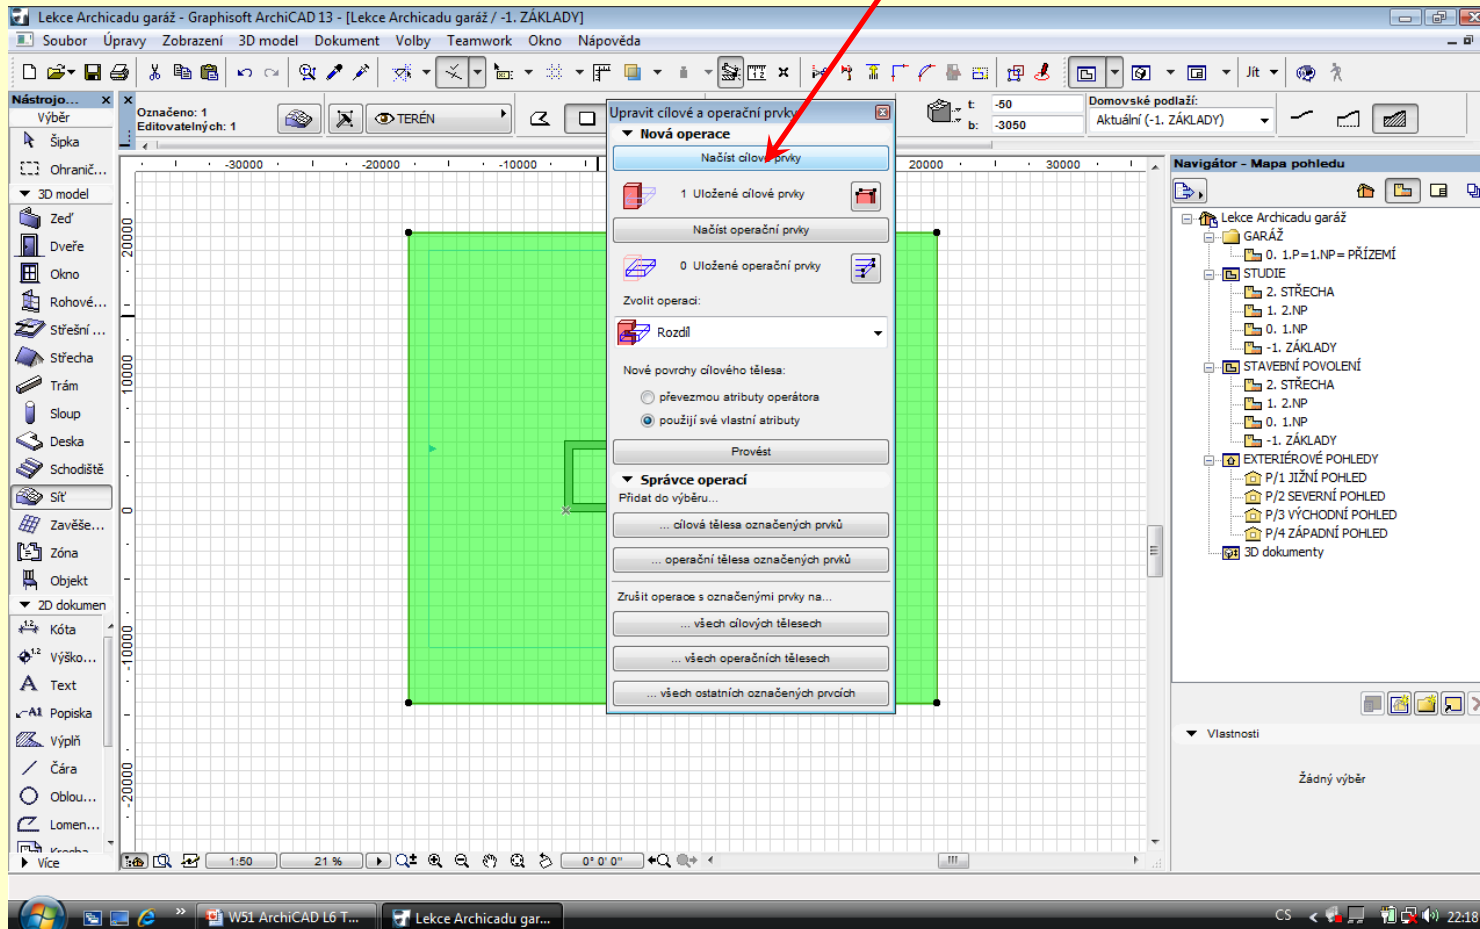 Lekce Archicadu garáž - Graphisoft ArchiCAD 13 - [Lekce Archicadu garáž / -1. ZÁKLADY]
Soubor Úpravy Zobrazení 3D model Dokument Volby Teamwork Okno Nápověda
Jít
Nástrojo...
Výběr
Šipka
Ohranič...
3D model
Zeď
Dveře
Okno
Rohové...
Střešní ...
Střecha
Trám
Sloup
Deska
Schodiště
Síť
Zavěše...
Zóna
Objekt
2D dokumen
Kóta
Výško...
Text
Popiska
Výplň
Čára
Oblou...
Lomen...
Více
Označeno: 1
Editovatelných: 1
TERÉN
t: -50
b: -3050
Domovské podlaží:
Aktuální (-1. ZÁKLADY)
-30000 -20000 -10000 20000 30000
20000
10000
0
-10000
-20000
Upravit cílové a operační prvky
Nová operace
Načíst cílové prvky
1 Uložené cílové prvky
Načíst operační prvky
0 Uložené operační prvky
Zvolit operaci:
Rozdíl
Nové povrchy cílového tělesa:
převezmou atributy operátora
použijí své vlastní atributy
Provést
Správce operací
Přidat do výběru...
... cílová tělesa označených prvků
... operační tělesa označených prvků
Zrušit operace s označenými prvky na...
... všech cílových tělesech
... všech operačních tělesech
... všech ostatních označených prvcích
Navigátor - Mapa pohledu
Lekce Archicadu garáž
GARÁŽ
0. 1.P=1.NP= PŘÍZEMÍ
STUDIE
2. STŘECHA
1. 2.NP
0. 1.NP
-1. ZÁKLADY
STAVEBNÍ POVOLENÍ
2. STŘECHA
1. 2.NP
0. 1.NP
-1. ZÁKLADY
EXTERIÉROVÉ POHLEDY
P/1 JIŽNÍ POHLED
P/2 SEVERNÍ POHLED
P/3 VÝCHODNÍ POHLED
P/4 ZÁPADNÍ POHLED
3D dokumenty
Vlastnosti
Žádný výběr
1:50 21 % 0° 0' 0"
W51 ArchiCAD L6 T... Lekce Archicadu gar... CS 22:18